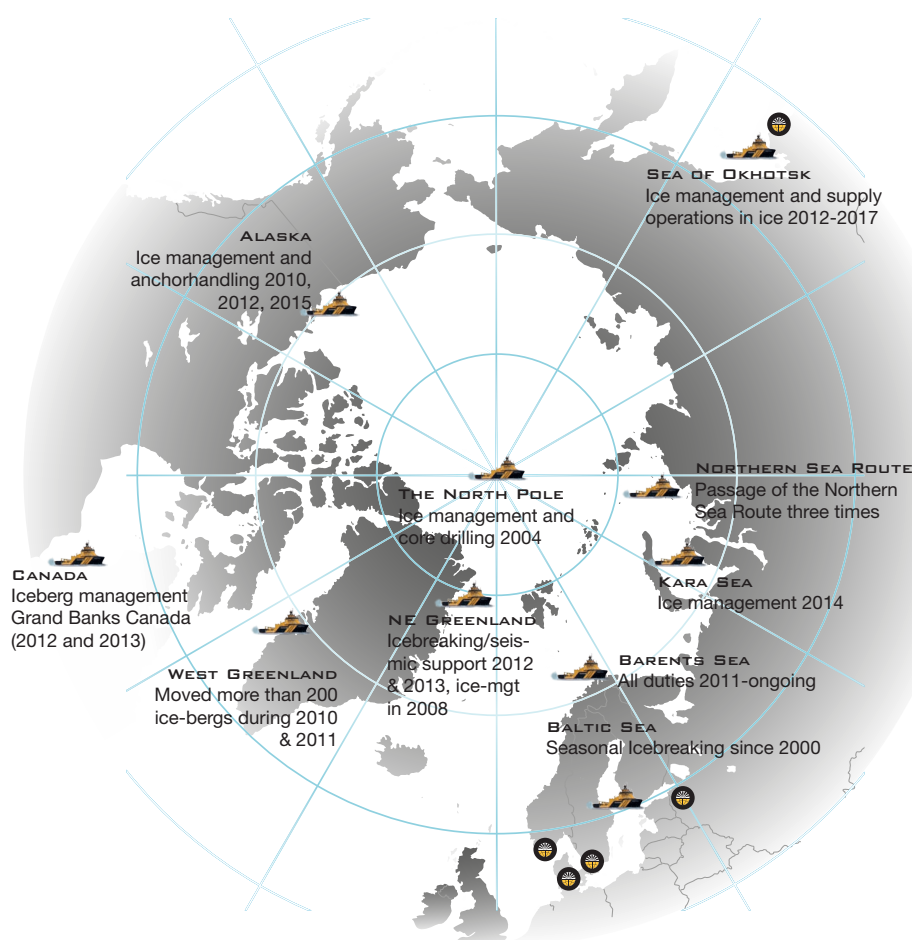 SEA OF OKHOTSK
Ice management and supply
operations in ice 2012-2017
ALASKA
Ice management and
anchorhandling 2010,
2012, 2015
NORTHERN SEA ROUTE
Passage of the Northern
Sea Route three times
THE NORTH POLE
Ice management and
core drilling 2004
CANADA
Iceberg management
Grand Banks Canada
(2012 and 2013)
KARA SEA
Ice management 2014
NE GREENLAND
Icebreaking/seis-
mic support 2012
& 2013, ice-mgt
in 2008
WEST GREENLAND
Moved more than 200
ice-bergs during 2010
& 2011
BARENTS SEA
All duties 2011-ongoing
BALTIC SEA
Seasonal Icebreaking since 2000